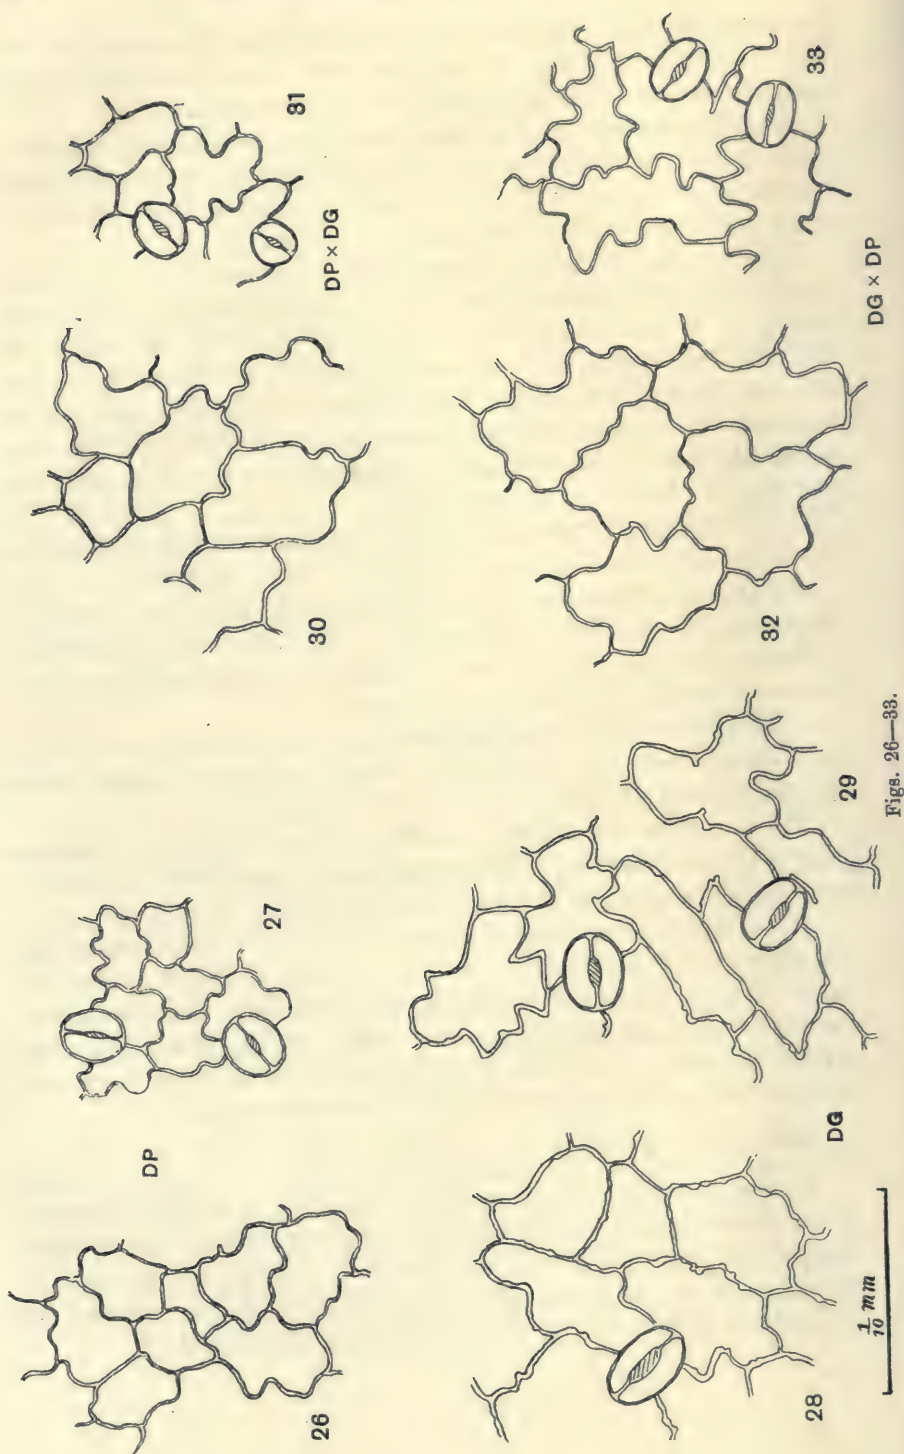 DP
26
27
30
31
DP × DG
28
DG
29
32
33
DG × DP
1/10 mm
Figs. 26—33.